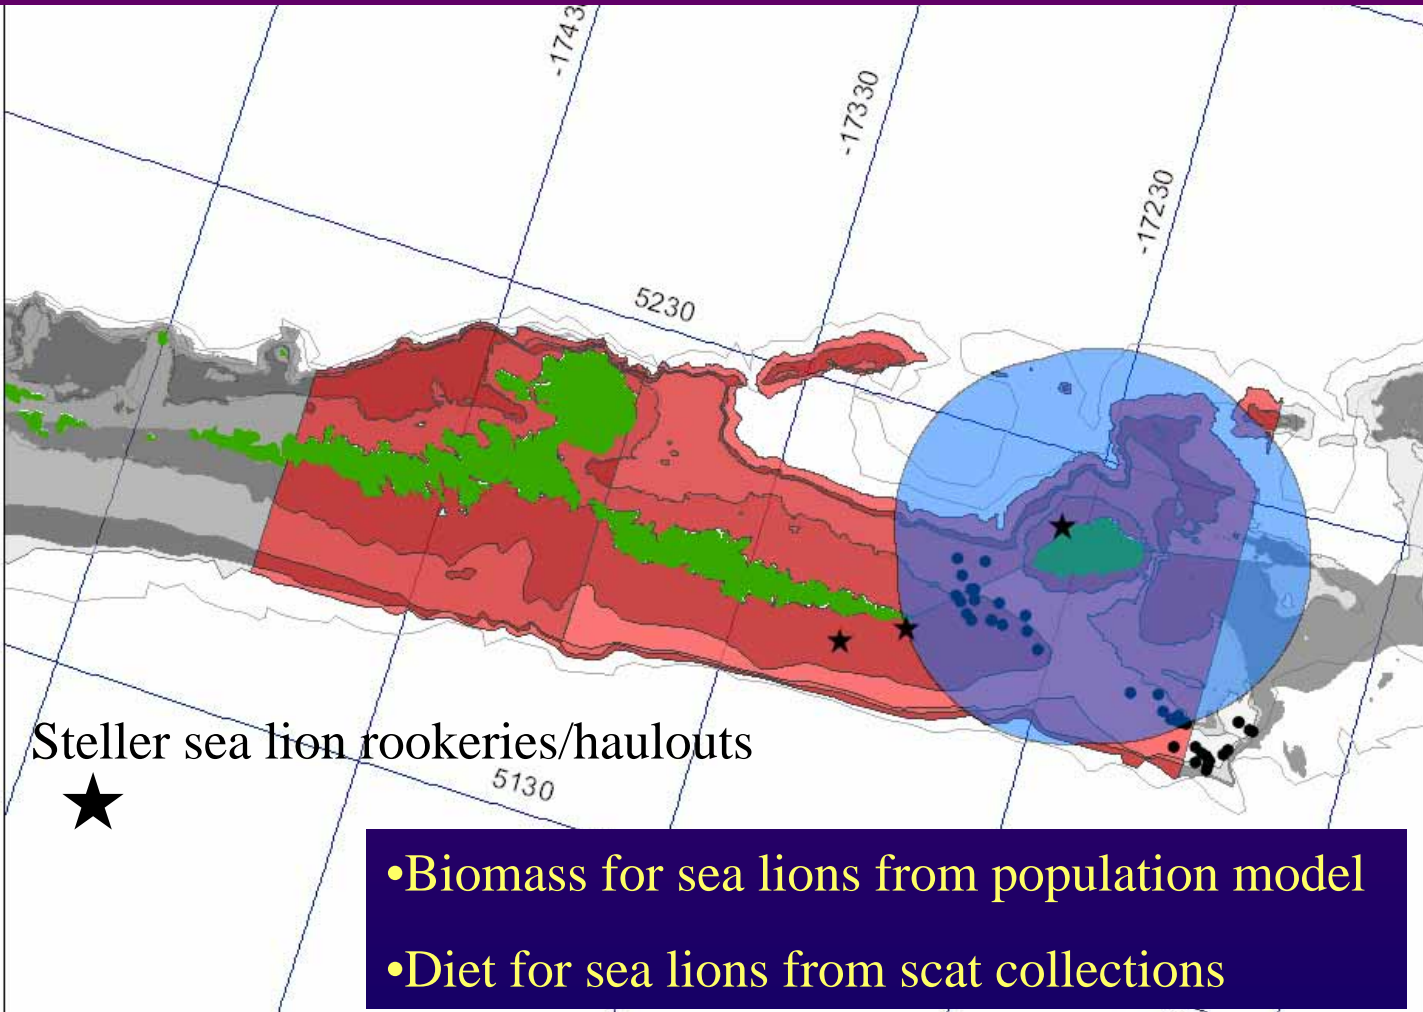 -1743
-17330
-17230
5230
Steller sea lion rookeries/haulouts
5130
•Biomass for sea lions from population model
•Diet for sea lions from scat collections